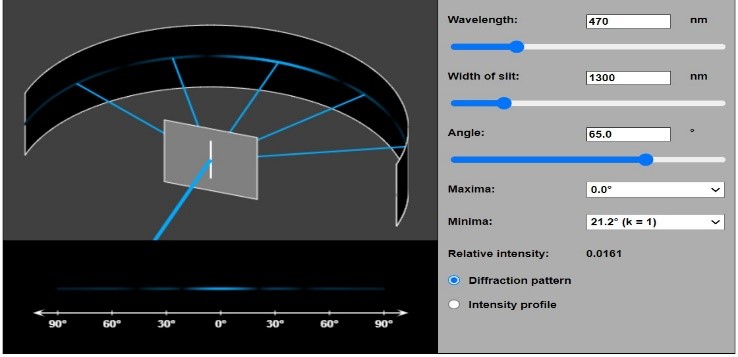 Wavelength: 470 nm
Width of slit: 1300 nm
Angle: 65.0 °
Maxima: 0.0°
Minima: 21.2° (k = 1)
Relative intensity: 0.0161
Diffraction pattern
Intensity profile
90° 60° 30° 0° 30° 60° 90°